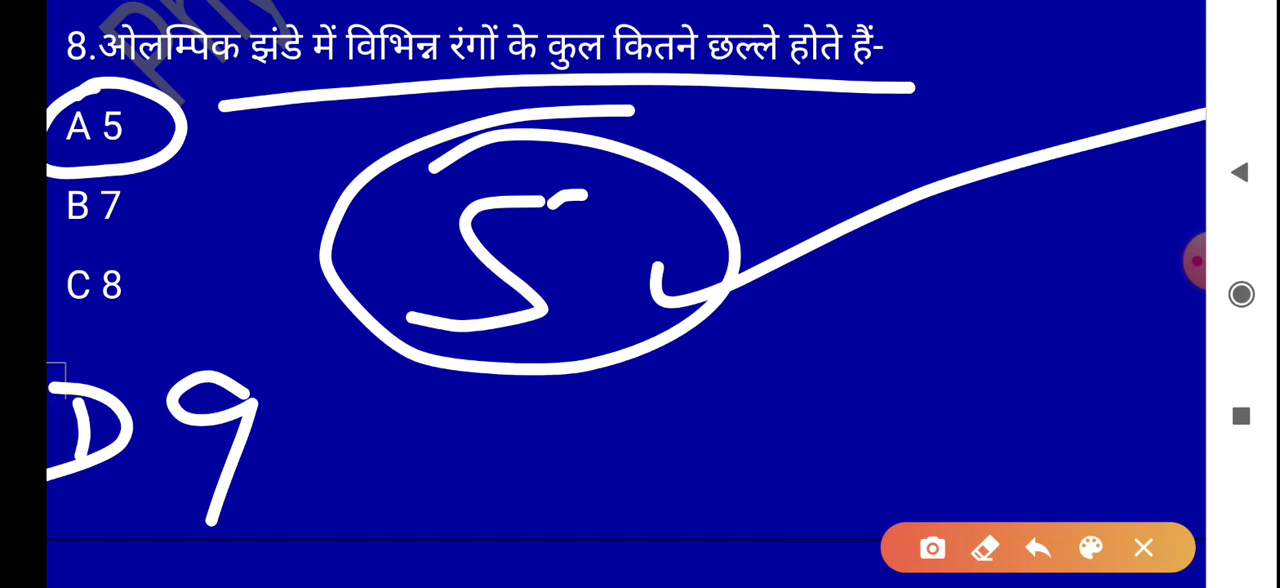 8.ओलम्पिक झंडे में विभिन्न रंगों के कुल कितने छल्ले होते हैं-
A 5
5
B 7
C 8
D 9